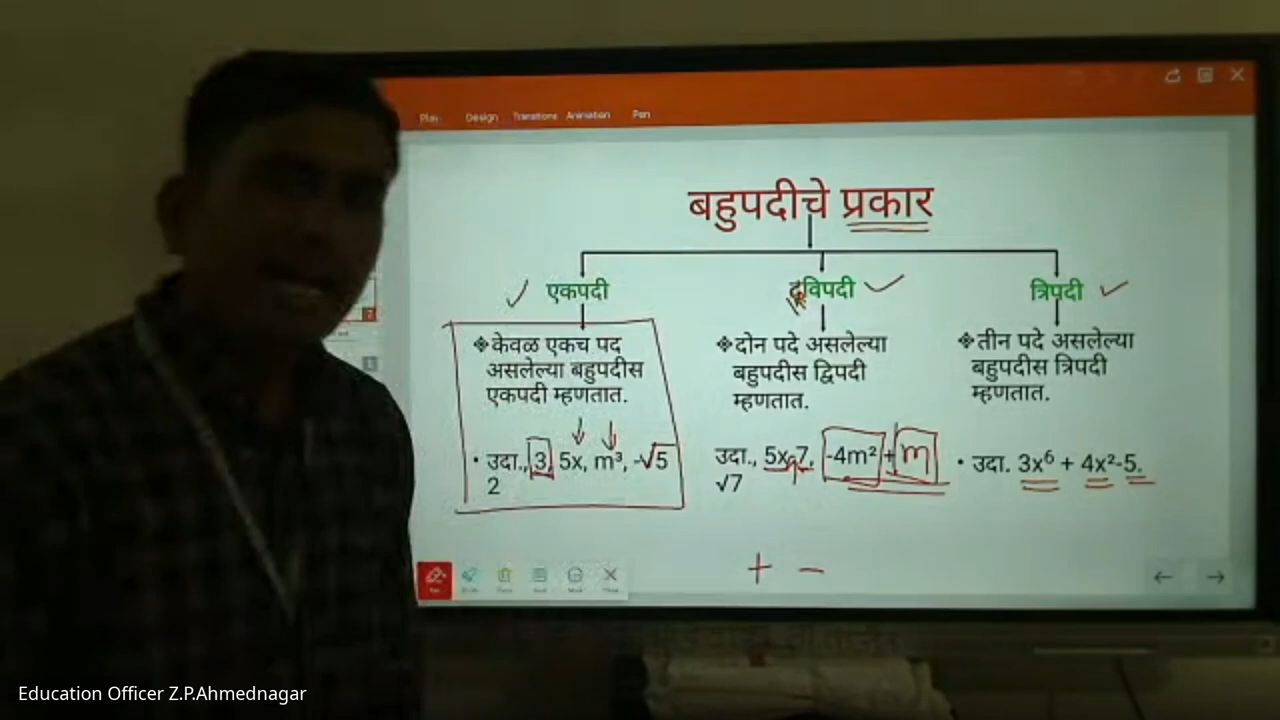 Play Design Transitions Animation Pen
बहुपदीचे प्रकार
एकपदी
केवळ एकच पद
असलेल्या बहुपदीस
एकपदी म्हणतात.
उदा., 3, 5x, m³, -√5
2
द्विपदी
दोन पदे असलेल्या
बहुपदीस द्विपदी
म्हणतात.
उदा., 5x-7, -4m²+m
√7
त्रिपदी
तीन पदे असलेल्या
बहुपदीस त्रिपदी
म्हणतात.
उदा. 3x⁶ + 4x²-5.
+ −
Education Officer Z.P.Ahmednagar